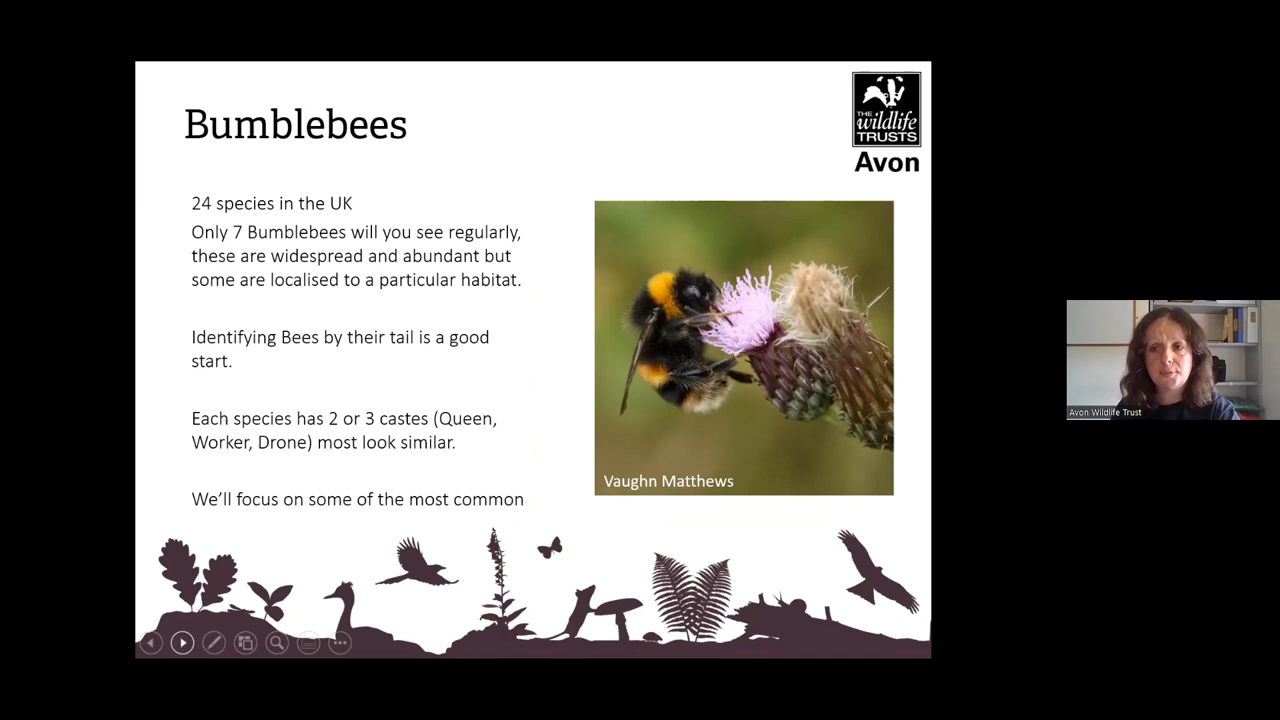 Bumblebees
THE
wildlife
TRUSTS
Avon
24 species in the UK
Only 7 Bumblebees will you see regularly,
these are widespread and abundant but
some are localised to a particular habitat.
Identifying Bees by their tail is a good
start.
Each species has 2 or 3 castes (Queen,
Worker, Drone) most look similar.
We’ll focus on some of the most common
Vaughn Matthews
Avon Wildlife Trust